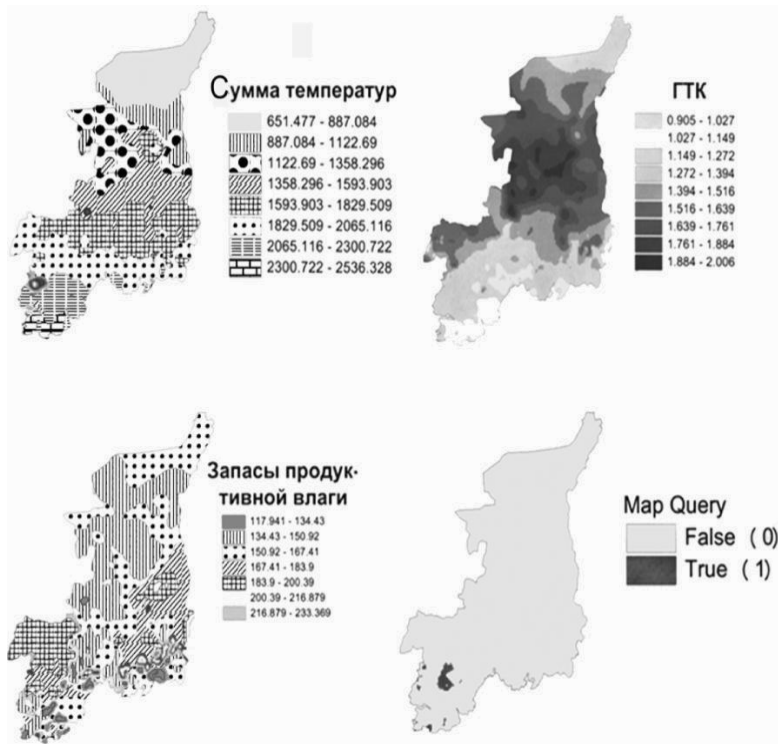 Сумма температур
651.477 - 887.084
887.084 - 1122.69
1122.69 - 1358.296
1358.296 - 1593.903
1593.903 - 1829.509
1829.509 - 2065.116
2065.116 - 2300.722
2300.722 - 2536.328
ГТК
0.905 - 1.027
1.027 - 1.149
1.149 - 1.272
1.272 - 1.394
1.394 - 1.516
1.516 - 1.639
1.639 - 1.761
1.761 - 1.884
1.884 - 2.006
Запасы продук-
тивной влаги
117.941 - 134.43
134.43 - 150.92
150.92 - 167.41
167.41 - 183.9
183.9 - 200.39
200.39 - 216.879
216.879 - 233.369
Map Query
False ( 0)
True ( 1)